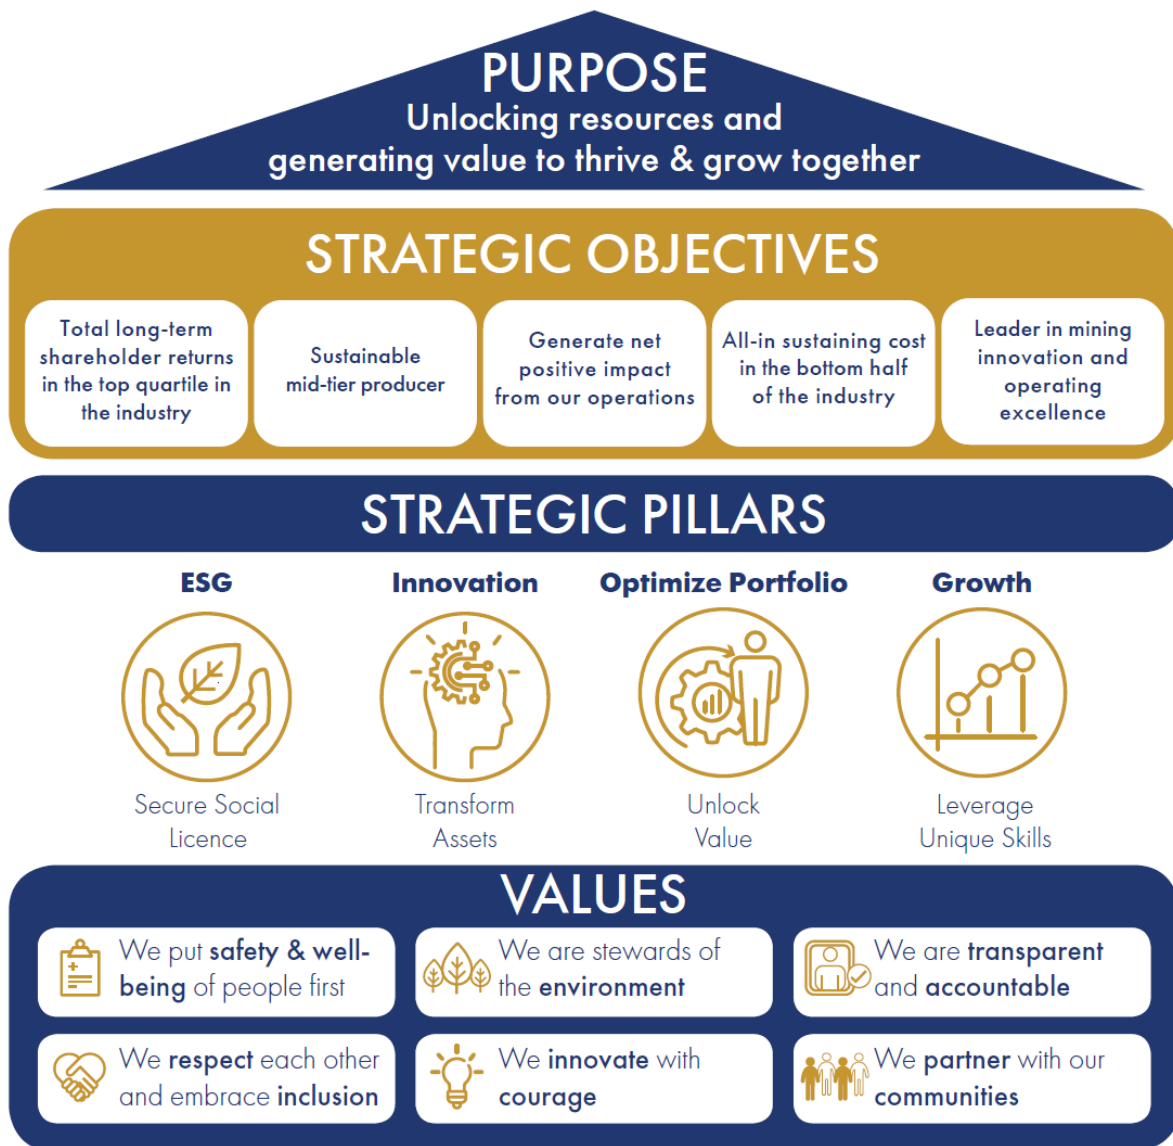 PURPOSE
Unlocking resources and
generating value to thrive & grow together
STRATEGIC OBJECTIVES
Total long-term
shareholder returns
in the top quartile in
the industry
Sustainable
mid-tier producer
Generate net
positive impact
from our operations
All-in sustaining cost
in the bottom half
of the industry
Leader in mining
innovation and
operating
excellence
STRATEGIC PILLARS
ESG
Secure Social
Licence
Innovation
Transform
Assets
Optimize Portfolio
Unlock
Value
Growth
Leverage
Unique Skills
VALUES
We put safety & well-
being of people first
We are stewards of
the environment
We are transparent
and accountable
We respect each other
and embrace inclusion
We innovate with
courage
We partner with our
communities